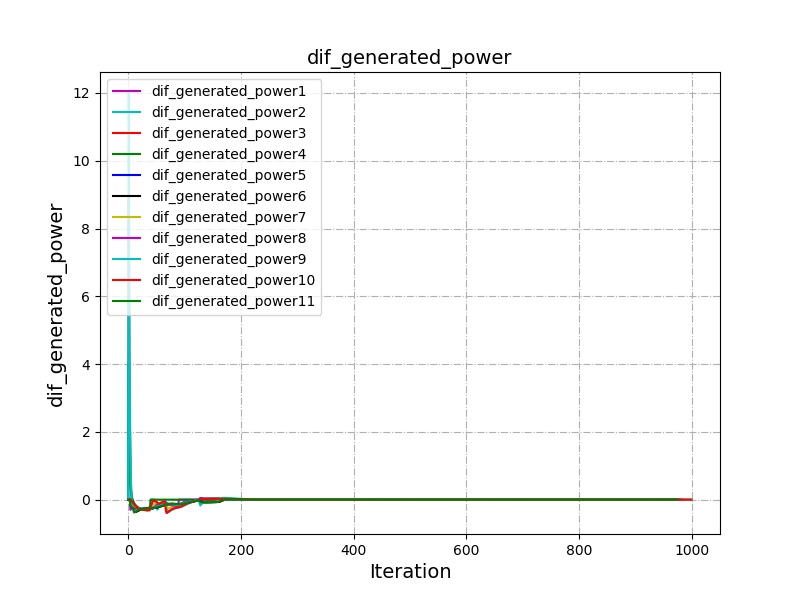 dif_generated_power
dif_generated_power
12
10
8
6
4
2
0
dif_generated_power1
dif_generated_power2
dif_generated_power3
dif_generated_power4
dif_generated_power5
dif_generated_power6
dif_generated_power7
dif_generated_power8
dif_generated_power9
dif_generated_power10
dif_generated_power11
0 200 400 600 800 1000
Iteration